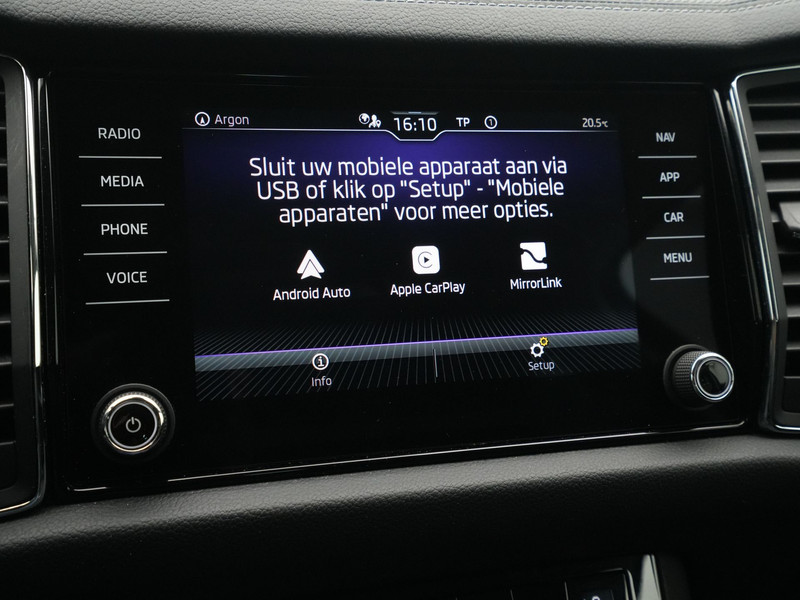 RADIO
MEDIA
PHONE
VOICE
Argon
16:10
TP
1
20.5°C
Sluit uw mobiele apparaat aan via
USB of klik op "Setup" - "Mobiele
apparaten" voor meer opties.
Android Auto
Apple CarPlay
MirrorLink
Info
Setup
NAV
APP
CAR
MENU